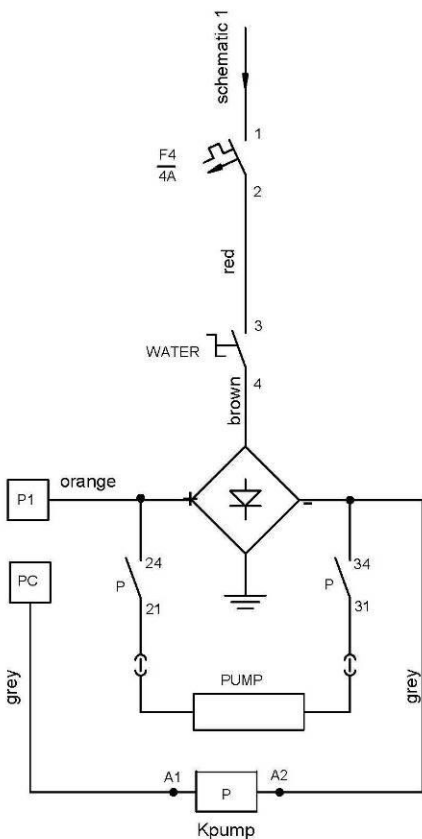 schematic 1
1
F4
4A
2
red
3
WATER
4
brown
orange
P1
+
-
24
34
PC
P
P
21
31
grey
grey
PUMP
A1
P
A2
Kpump